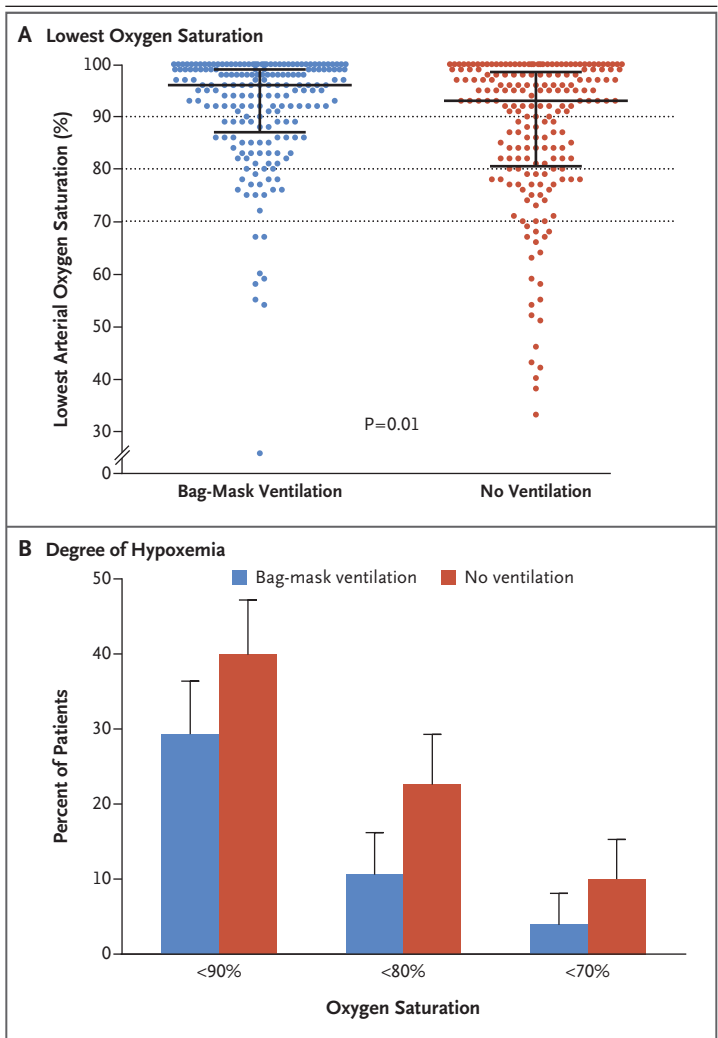 A Lowest Oxygen Saturation
Lowest Arterial Oxygen Saturation (%)
100
90
80
70
60
50
40
30
0
P=0.01
Bag-Mask Ventilation No Ventilation
B Degree of Hypoxemia
Bag-mask ventilation No ventilation
Percent of Patients
50
40
30
20
10
0
<90% <80% <70%
Oxygen Saturation